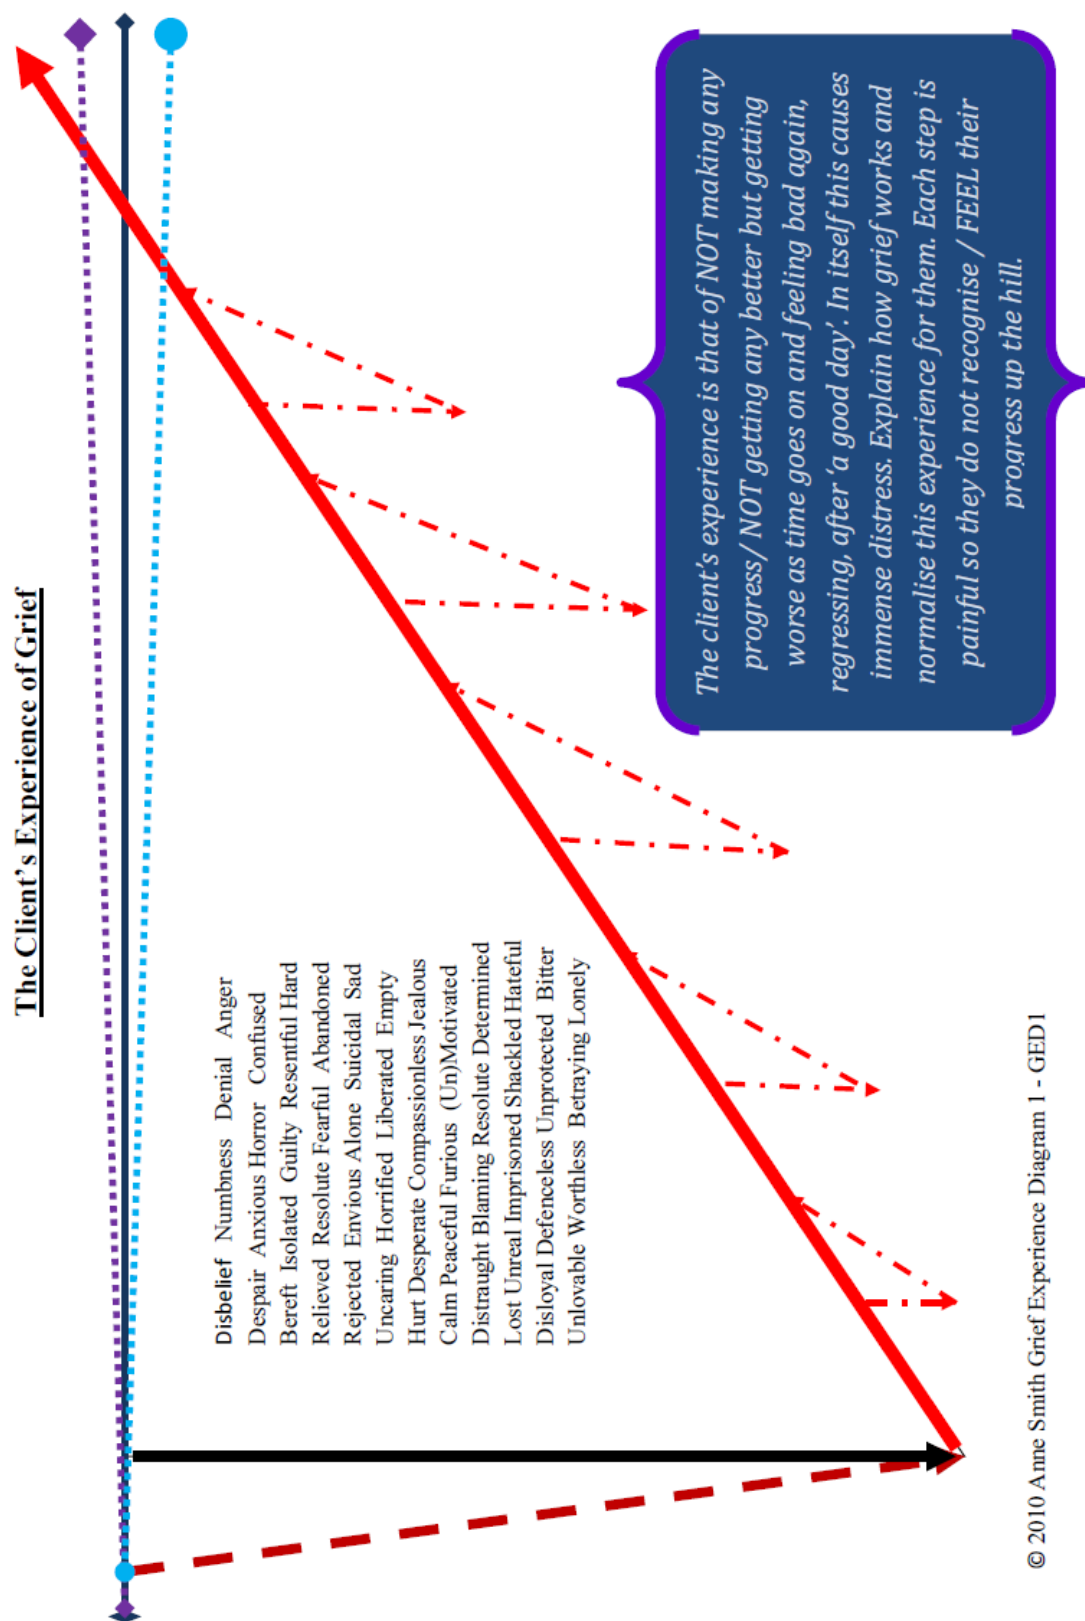 The Client's Experience of Grief
Disbelief Numbness Denial Anger
Despair Anxious Horror Confused
Bereft Isolated Guilty Resentful Hard
Relieved Resolute Fearful Abandoned
Rejected Envious Alone Suicidal Sad
Uncaring Horrified Liberated Empty
Hurt Desperate Compassionless Jealous
Calm Peaceful Furious (Un)Motivated
Distraught Blaming Resolute Determined
Lost Unreal Imprisoned Shackled Hateful
Disloyal Defenceless Unprotected Bitter
Unlovable Worthless Betraying Lonely
The client's experience is that of NOT making any
progress/ NOT getting any better but getting
worse as time goes on and feeling bad again,
regressing, after 'a good day'. In itself this causes
immense distress. Explain how grief works and
normalise this experience for them. Each step is
painful so they do not recognise / FEEL their
progress up the hill.
© 2010 Anne Smith Grief Experience Diagram 1 - GED1